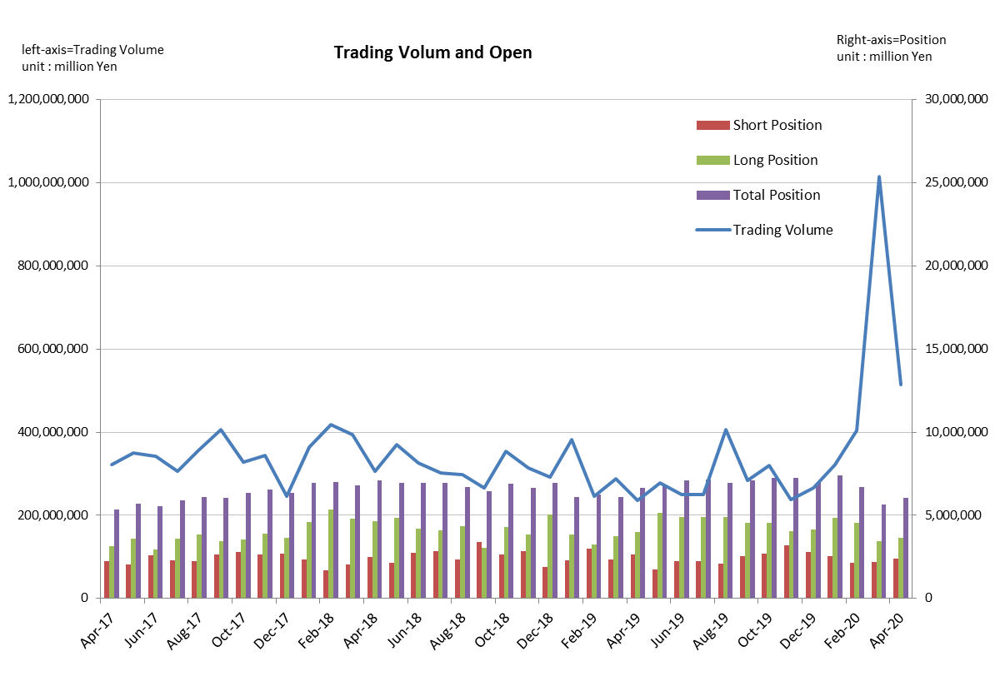 left-axis=Trading Volume
unit : million Yen
Trading Volum and Open
Right-axis=Position
unit : million Yen
1,200,000,000
1,000,000,000
800,000,000
600,000,000
400,000,000
200,000,000
0
30,000,000
25,000,000
20,000,000
15,000,000
10,000,000
5,000,000
0
Short Position
Long Position
Total Position
Trading Volume
Apr-17
Jun-17
Aug-17
Oct-17
Dec-17
Feb-18
Apr-18
Jun-18
Aug-18
Oct-18
Dec-18
Feb-19
Apr-19
Jun-19
Aug-19
Oct-19
Dec-19
Feb-20
Apr-20